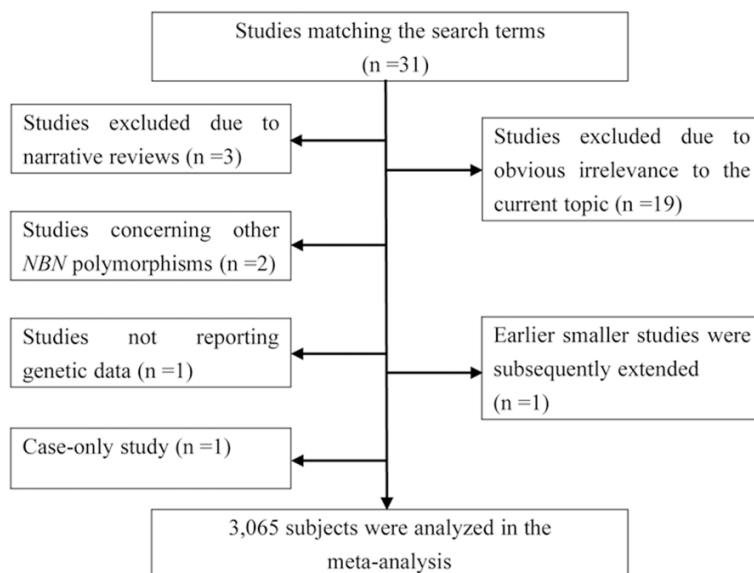 Studies matching the search terms
(n =31)
Studies excluded due to
narrative reviews (n =3)
Studies excluded due to
obvious irrelevance to the
current topic (n =19)
Studies concerning other
NBN polymorphisms (n =2)
Studies not reporting
genetic data (n =1)
Earlier smaller studies were
subsequently extended
(n =1)
Case-only study (n =1)
3,065 subjects were analyzed in the
meta-analysis